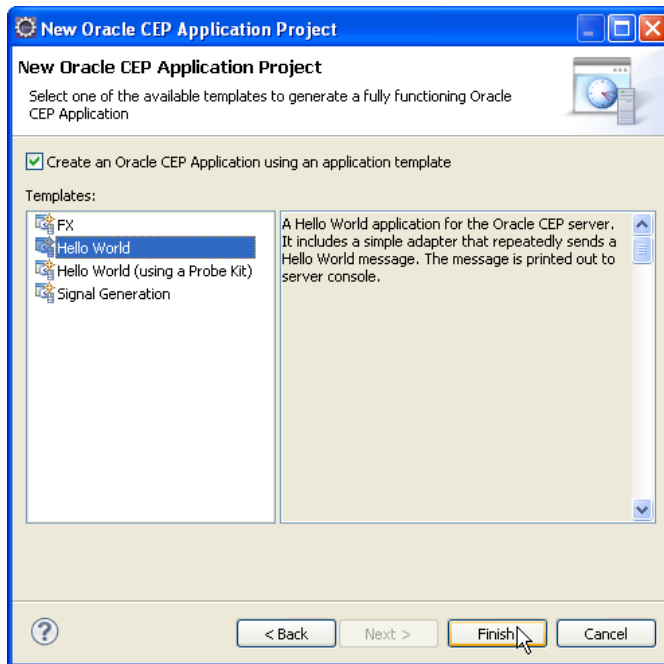 New Oracle CEP Application Project
New Oracle CEP Application Project
Select one of the available templates to generate a fully functioning Oracle
CEP Application
Create an Oracle CEP Application using an application template
Templates:
FX
Hello World
Hello World (using a Probe Kit)
Signal Generation
A Hello World application for the Oracle CEP server.
It includes a simple adapter that repeatedly sends a
Hello World message. The message is printed out to
server console.
?
< Back
Next >
Finish
Cancel